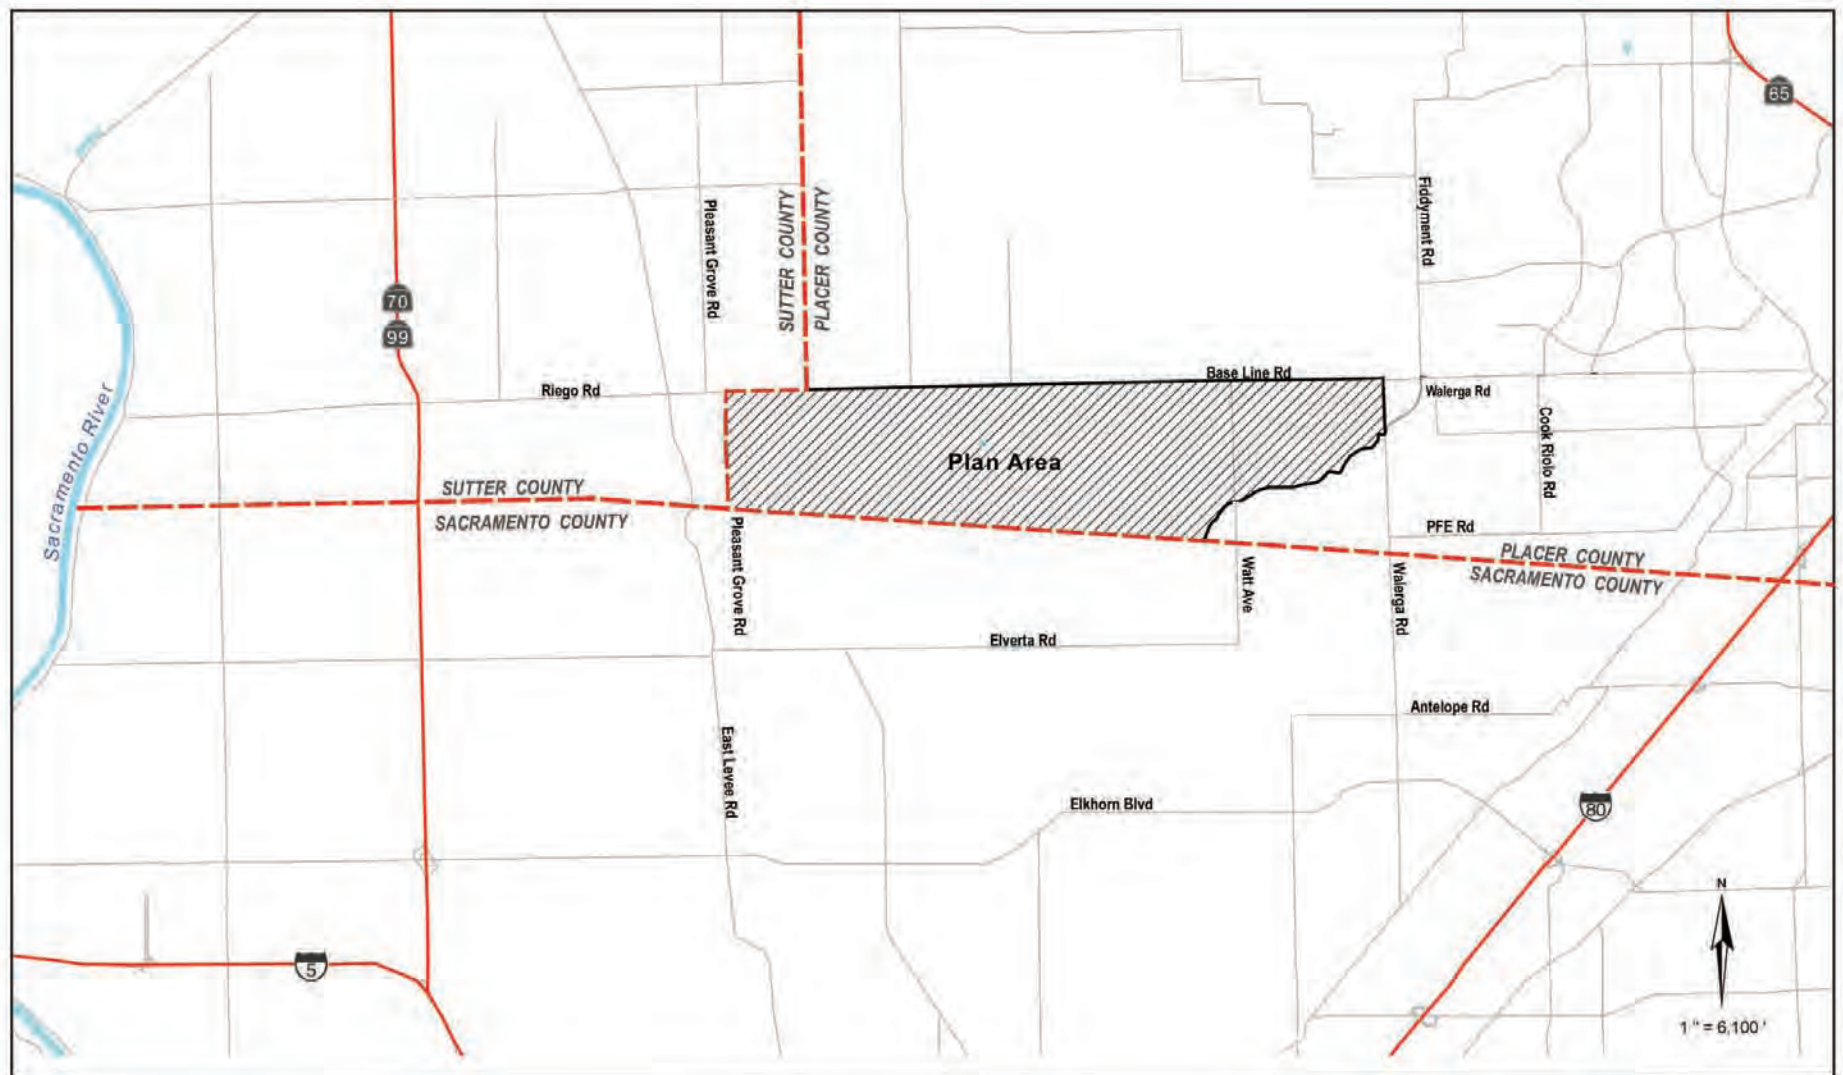 65
Fiddyment Rd
Pleasant Grove Rd
SUTTER COUNTY
PLACER COUNTY
70
99
Base Line Rd
Riego Rd
Walerga Rd
Cook Riolo Rd
Sacramento River
Plan Area
SUTTER COUNTY
SACRAMENTO COUNTY
Pleasant Grove Rd
PFE Rd
PLACER COUNTY
SACRAMENTO COUNTY
Watt Ave
Walerga Rd
Elverta Rd
Antelope Rd
East Levee Rd
Elkhorn Blvd
80
N
5
1 " = 6,100 '